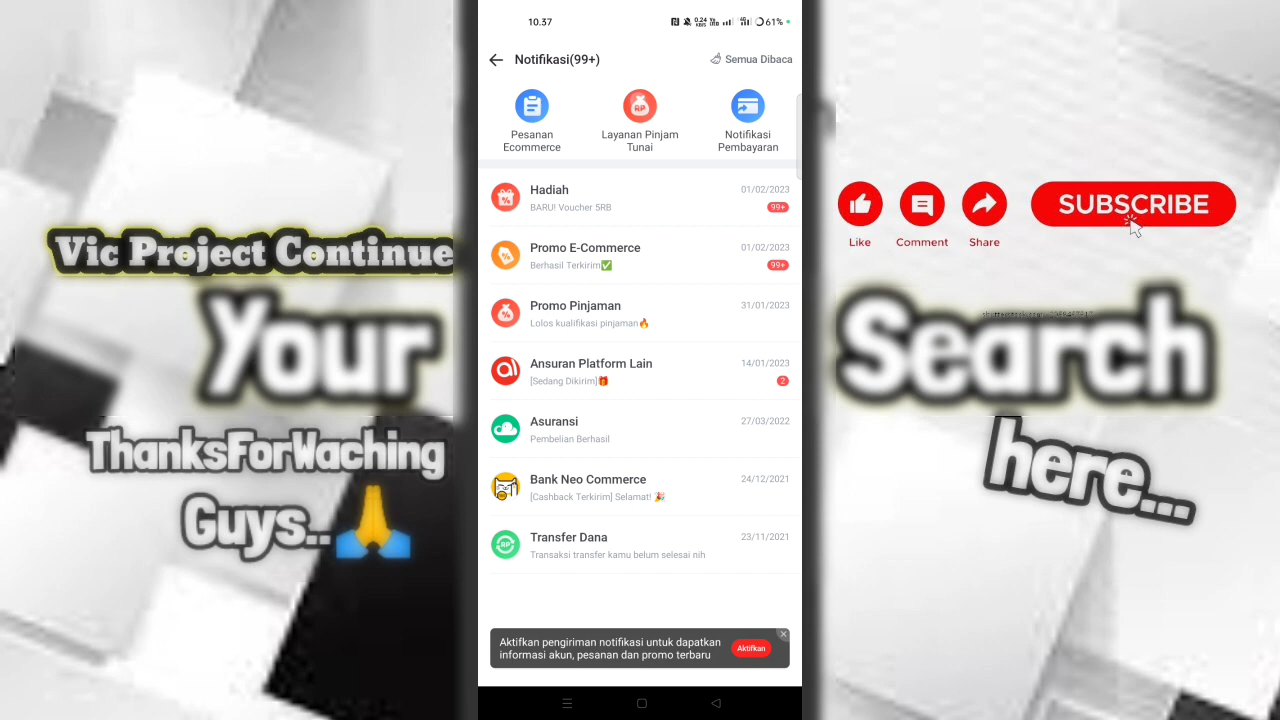 10.37
0.24
KB/S
61%
Notifikasi(99+)
Semua Dibaca
Pesanan
Ecommerce
RP
Layanan Pinjam
Tunai
Notifikasi
Pembayaran
Hadiah
01/02/2023
BARU! Voucher 5RB
99+
Promo E-Commerce
01/02/2023
Berhasil Terkirim✅
99+
Promo Pinjaman
31/01/2023
Lolos kualifikasi pinjaman🔥
Ansuran Platform Lain
14/01/2023
[Sedang Dikirim]🎁
2
Asuransi
27/03/2022
Pembelian Berhasil
Bank Neo Commerce
24/12/2021
[Cashback Terkirim] Selamat! 🎉
Transfer Dana
23/11/2021
RP
Transaksi transfer kamu belum selesai nih
Aktifkan pengiriman notifikasi untuk dapatkan
informasi akun, pesanan dan promo terbaru
Aktifkan
Vic Project Continue
Your
ThanksForWaching
Guys..🙏
SUBSCRIBE
Like
Comment
Share
Search
here...